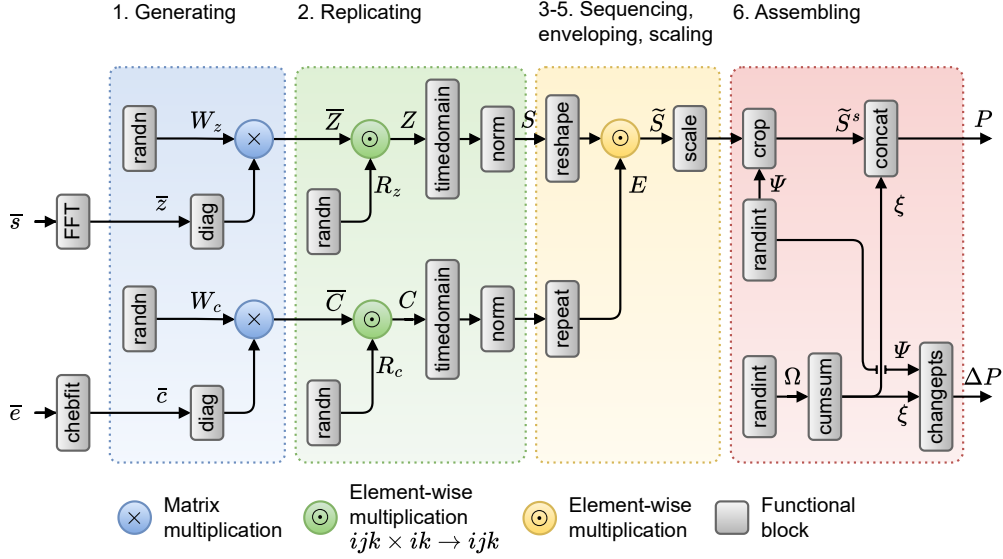 1. Generating
2. Replicating
3-5. Sequencing,
enveloping, scaling
6. Assembling
randn
W_z
×
Z̅
⊙
Z
timedomain
norm
S
reshape
⊙
S̃
scale
crop
S̃ˢ
concat
P
s̅
FFT
z̅
diag
randn
R_z
E
Ψ
randint
ξ
randn
W_c
×
C̅
⊙
C
timedomain
norm
repeat
e̅
chebfit
c̅
diag
randn
R_c
randint
Ω
cumsum
Ψ
ξ
changepts
ΔP
× Matrix
multiplication
⊙ Element-wise
multiplication
ijk × ik → ijk
⊙ Element-wise
multiplication
Functional
block